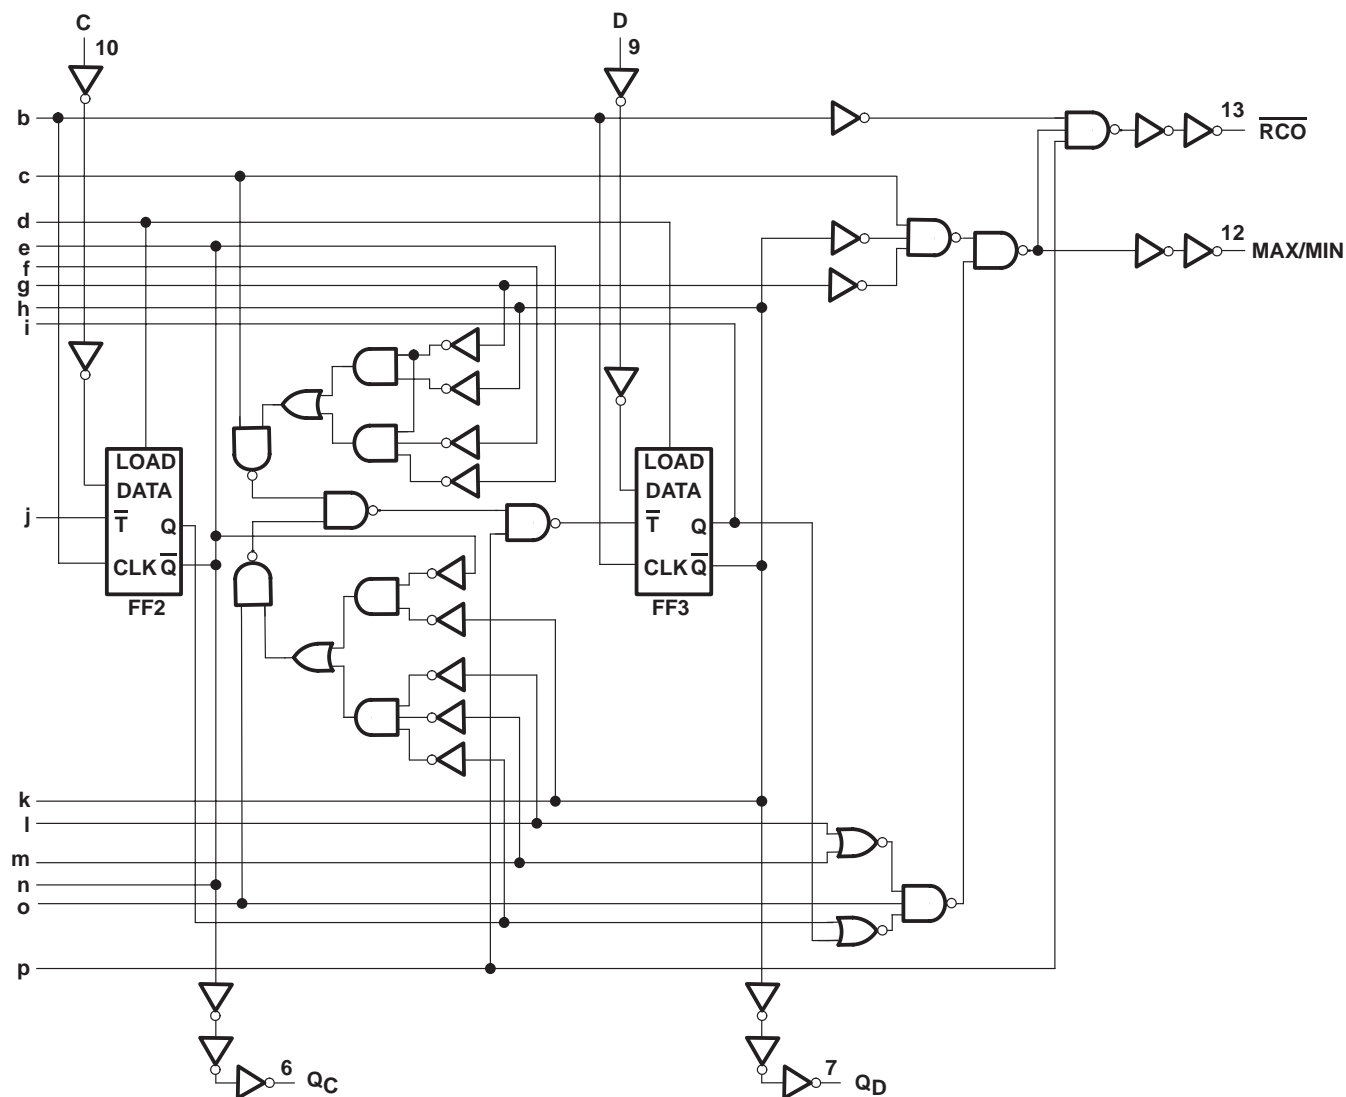 C
10
D
9
b
13
RCO
c
d
e
f
g
h
i
12
MAX/MIN
LOAD
DATA
T̅ Q
CLK Q̅
FF2
LOAD
DATA
T̅ Q
CLK Q̅
FF3
j
k
l
m
n
o
p
6
QC
7
QD